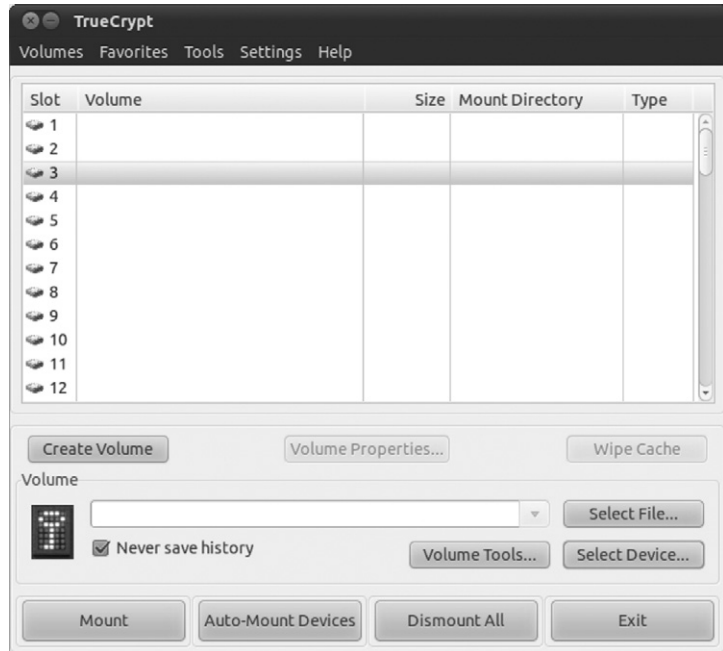 TrueCrypt
Volumes Favorites Tools Settings Help
Slot Volume Size Mount Directory Type
1
2
3
4
5
6
7
8
9
10
11
12
Create Volume Volume Properties... Wipe Cache
Volume
Select File...
Never save history
Volume Tools... Select Device...
Mount Auto-Mount Devices Dismount All Exit